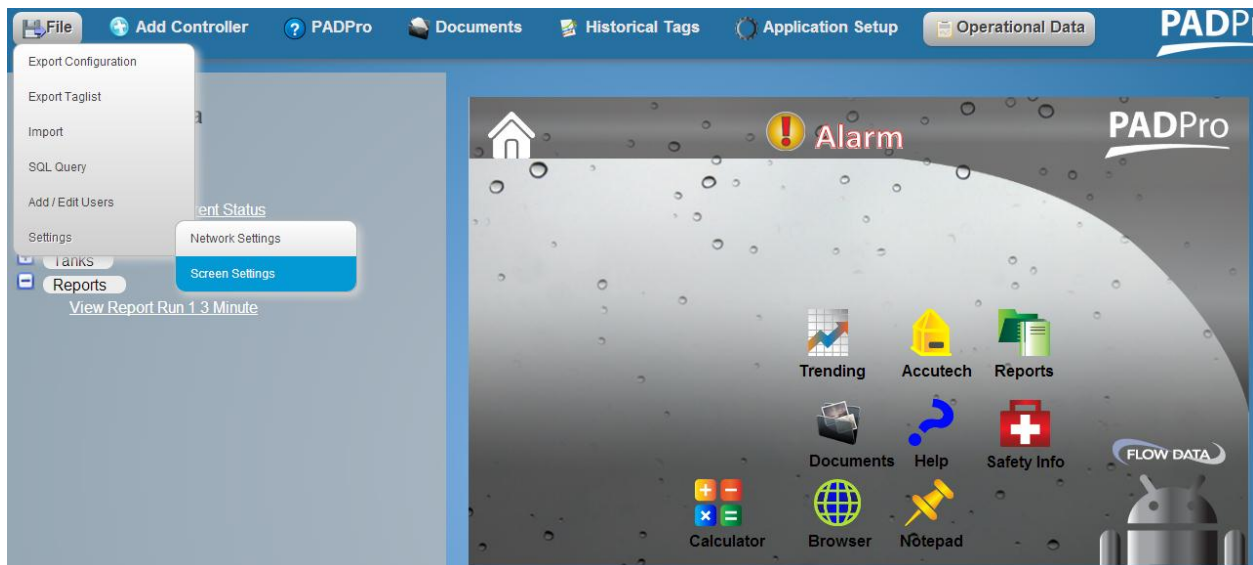 File
Add Controller
PADPro
Documents
Historical Tags
Application Setup
Operational Data
Export Configuration
Export Taglist
Import
SQL Query
Add / Edit Users
Settings
Network Settings
Screen Settings
Status
Tanks
Reports
View Report Run 1 3 Minute
Alarm
PADPro
Trending
Accutech
Reports
Documents
Help
Safety Info
FLOW DATA
Calculator
Browser
Notepad